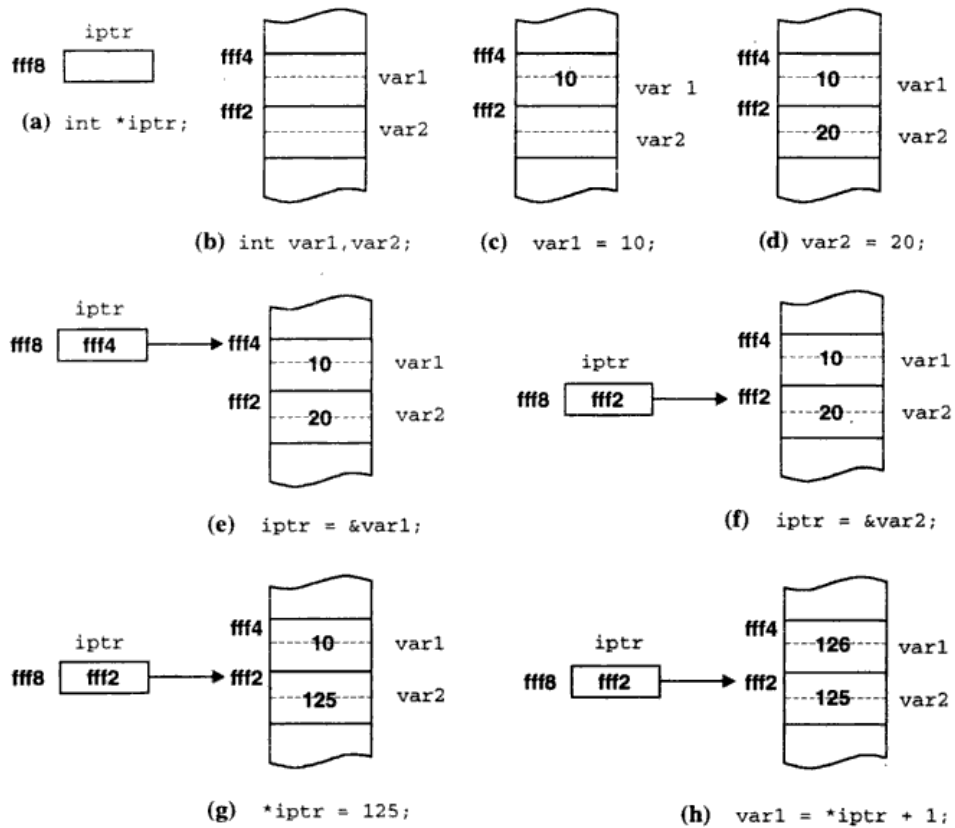 iptr
fff8
(a) int *iptr;
fff4
var1
fff2
var2
(b) int var1,var2;
fff4
10
var 1
fff2
var2
(c) var1 = 10;
fff4
10
var1
fff2
20
var2
(d) var2 = 20;
iptr
fff8 fff4
fff4
10
var1
fff2
20
var2
(e) iptr = &var1;
iptr
fff8 fff2
fff4
10
var1
fff2
20
var2
(f) iptr = &var2;
iptr
fff8 fff2
fff4
10
var1
fff2
125
var2
(g) *iptr = 125;
iptr
fff8 fff2
fff4
126
var1
fff2
125
var2
(h) var1 = *iptr + 1;